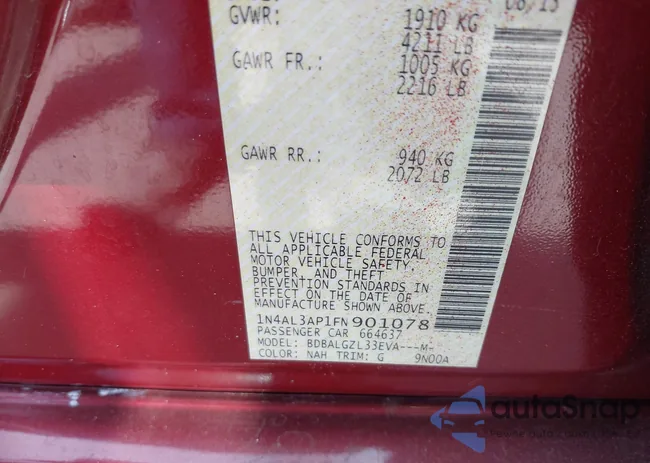 GVWR: 1910 KG
4211 LB
GAWR FR.: 1005 KG
2216 LB
GAWR RR.: 940 KG
2072 LB
THIS VEHICLE CONFORMS TO
ALL APPLICABLE FEDERAL
MOTOR VEHICLE SAFETY,
BUMPER, AND THEFT
PREVENTION STANDARDS IN
EFFECT ON THE DATE OF
MANUFACTURE SHOWN ABOVE.
1N4AL3AP1FN901078
PASSENGER CAR 664637
MODEL: BDBALGZL33EVA---M-
COLOR: NAH TRIM: G 9N00A
autoSnap